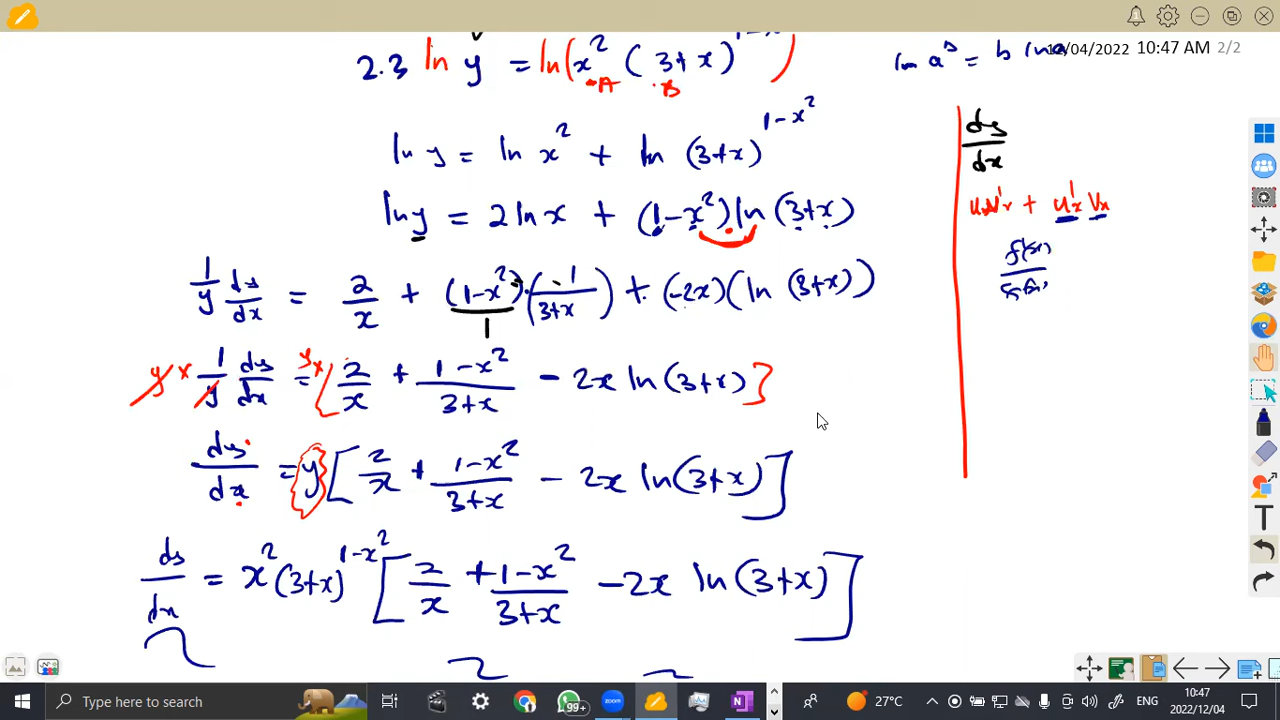 12/04/2022 10:47 AM 2/2
2.3 ln y = ln(x²(3+x)^(1-x²))
A B
ln aᵇ = b ln a
ln y = ln x² + ln (3+x)^(1-x²)
ln y = 2 ln x + (1-x²) ln (3+x)
1/y dy/dx = 2/x + (1-x²)/1 · (1/(3+x)) + (-2x)(ln (3+x))
y × 1/y dy/dx = y × [2/x + (1-x²)/(3+x) - 2x ln(3+x)]
dy/dx = y [2/x + (1-x²)/(3+x) - 2x ln(3+x)]
dy/dx = x²(3+x)^(1-x²) [2/x + (1-x²)/(3+x) - 2x ln(3+x)]
dy/dx
T
Type here to search
99+
zoom
N
27°C
ENG
10:47
2022/12/04